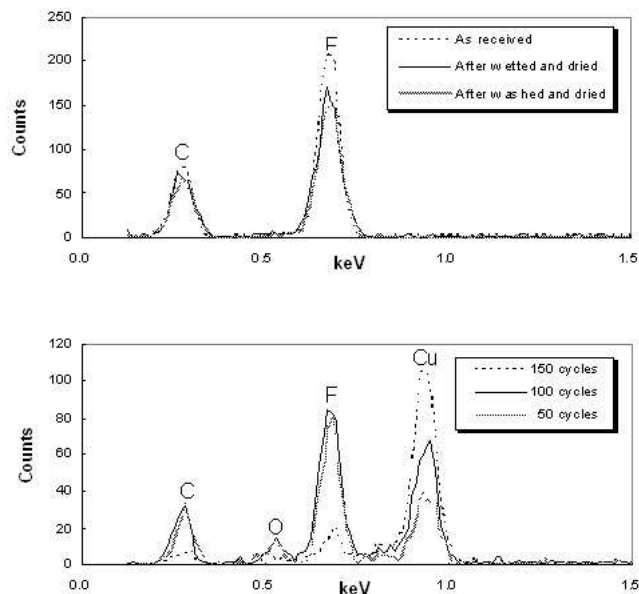 250
200
150
100
50
0
Counts
C
F
As received
After wetted and dried
After washed and dried
0.0 0.5 1.0 1.5
keV
120
100
80
60
40
20
0
Counts
C
O
F
Cu
150 cycles
100 cycles
50 cycles
0.0 0.5 1.0 1.5
keV